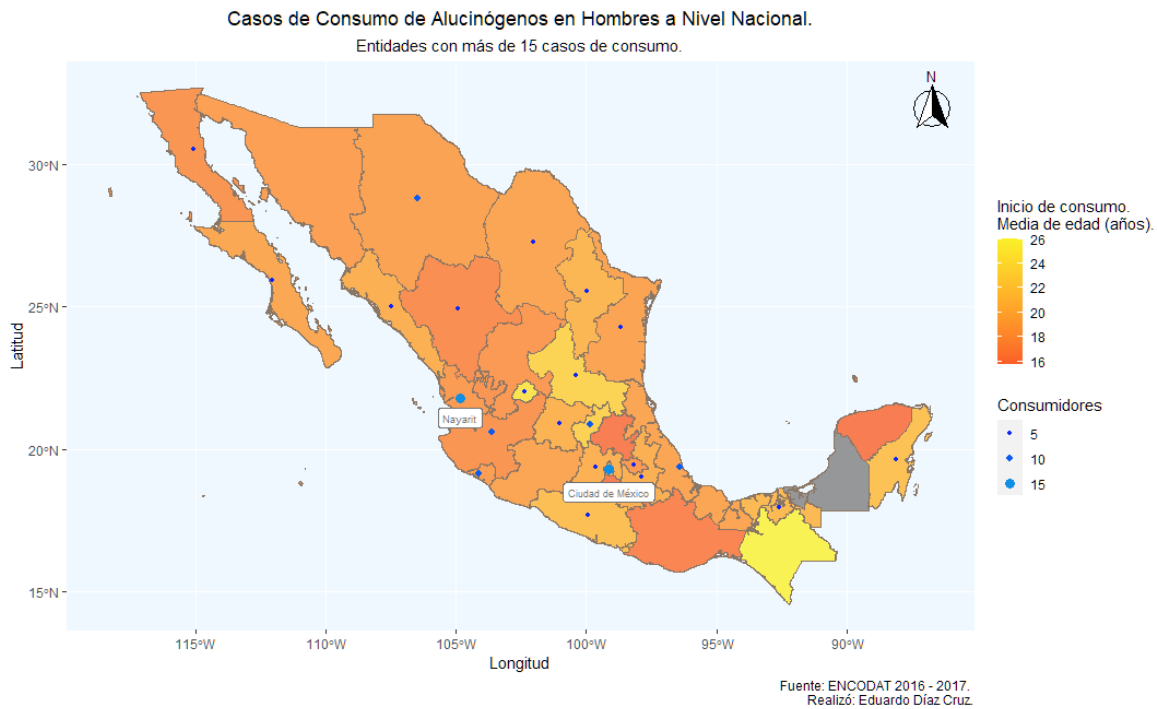 Casos de Consumo de Alucinógenos en Hombres a Nivel Nacional.
Entidades con más de 15 casos de consumo.
N
30°N
25°N
20°N
15°N
Latitud
Nayarit
Ciudad de México
115°W
110°W
105°W
100°W
95°W
90°W
Longitud
Inicio de consumo.
Media de edad (años).
26
24
22
20
18
16
Consumidores
5
10
15
Fuente: ENCODAT 2016 - 2017.
Realizó: Eduardo Díaz Cruz.